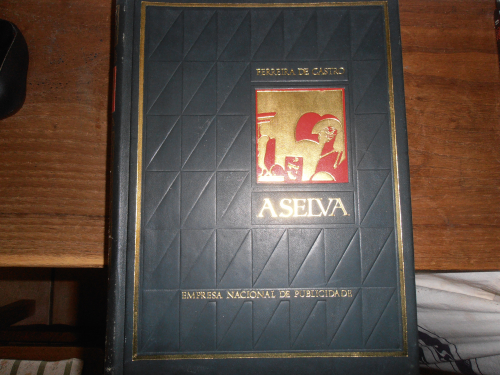 FERREIRA DE CASTRO
A SELVA
EMPRESA NACIONAL DE PUBLICIDADE